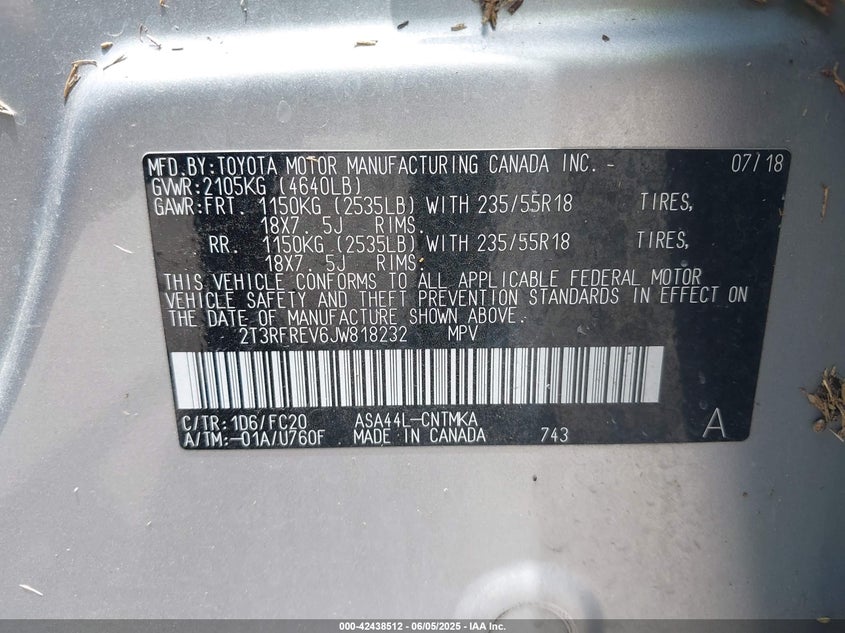 MFD.BY:TOYOTA MOTOR MANUFACTURING CANADA INC. - 07/18
GVWR:2105KG (4640LB)
GAWR:FRT. 1150KG (2535LB) WITH 235/55R18 TIRES,
18X7. 5J RIMS.
RR. 1150KG (2535LB) WITH 235/55R18 TIRES,
18X7. 5J RIMS.
THIS VEHICLE CONFORMS TO ALL APPLICABLE FEDERAL MOTOR
VEHICLE SAFETY AND THEFT PREVENTION STANDARDS IN EFFECT ON
THE DATE OF MANUFACTURE SHOWN ABOVE.
2T3RFREV6JW818232 MPV
C/TR:1D6/FC20 ASA44L-CNTMKA
A/TM:-01A/U760F MADE IN CANADA 743 A
000-42438512 - 06/05/2025 - IAA, Inc.